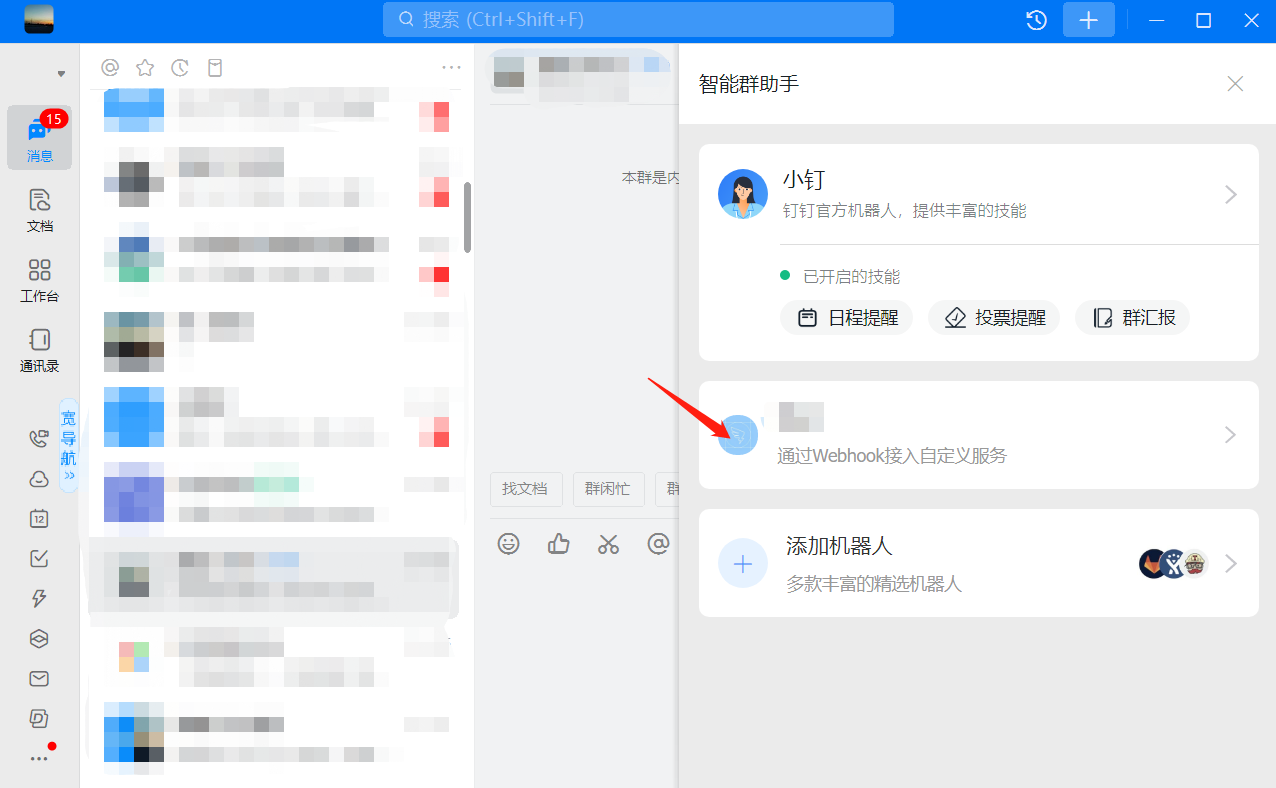 搜索 (Ctrl+Shift+F)
15
消息
文档
工作台
通讯录
宽导航
12
本群是内
找文档
群闲忙
群
智能群助手
小钉
钉钉官方机器人，提供丰富的技能
已开启的技能
日程提醒
投票提醒
群汇报
通过Webhook接入自定义服务
添加机器人
多款丰富的精选机器人